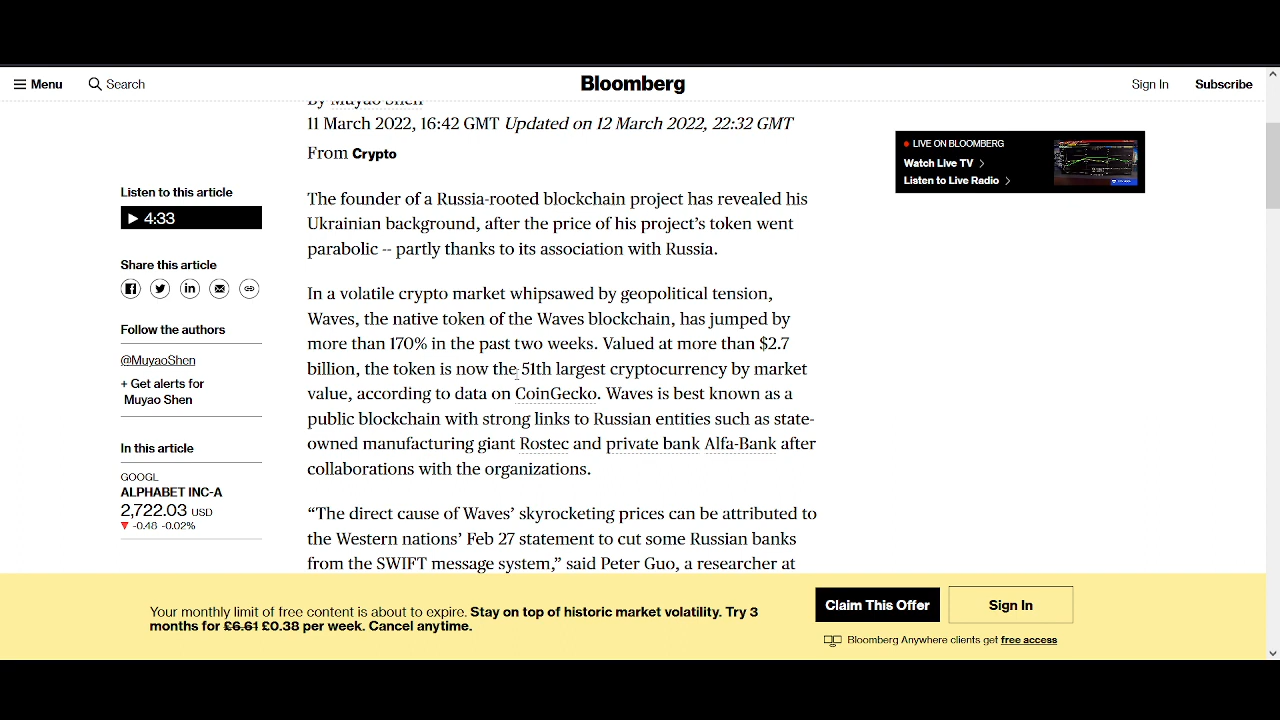 Menu
Search
Bloomberg
Sign In
Subscribe
By Muyao Shen
11 March 2022, 16:42 GMT Updated on 12 March 2022, 22:32 GMT
From Crypto
LIVE ON BLOOMBERG
Watch Live TV
Listen to Live Radio
Listen to this article
4:33
Share this article
Follow the authors
@MuyaoShen
+ Get alerts for
Muyao Shen
In this article
GOOGL
ALPHABET INC-A
2,722.03 USD
-0.48 -0.02%
The founder of a Russia-rooted blockchain project has revealed his
Ukrainian background, after the price of his project’s token went
parabolic -- partly thanks to its association with Russia.
In a volatile crypto market whipsawed by geopolitical tension,
Waves, the native token of the Waves blockchain, has jumped by
more than 170% in the past two weeks. Valued at more than $2.7
billion, the token is now the 51th largest cryptocurrency by market
value, according to data on CoinGecko. Waves is best known as a
public blockchain with strong links to Russian entities such as state-
owned manufacturing giant Rostec and private bank Alfa-Bank after
collaborations with the organizations.
“The direct cause of Waves’ skyrocketing prices can be attributed to
the Western nations’ Feb 27 statement to cut some Russian banks
from the SWIFT message system,” said Peter Guo, a researcher at
Your monthly limit of free content is about to expire. Stay on top of historic market volatility. Try 3
months for £6.61 £0.38 per week. Cancel anytime.
Claim This Offer
Sign In
Bloomberg Anywhere clients get free access